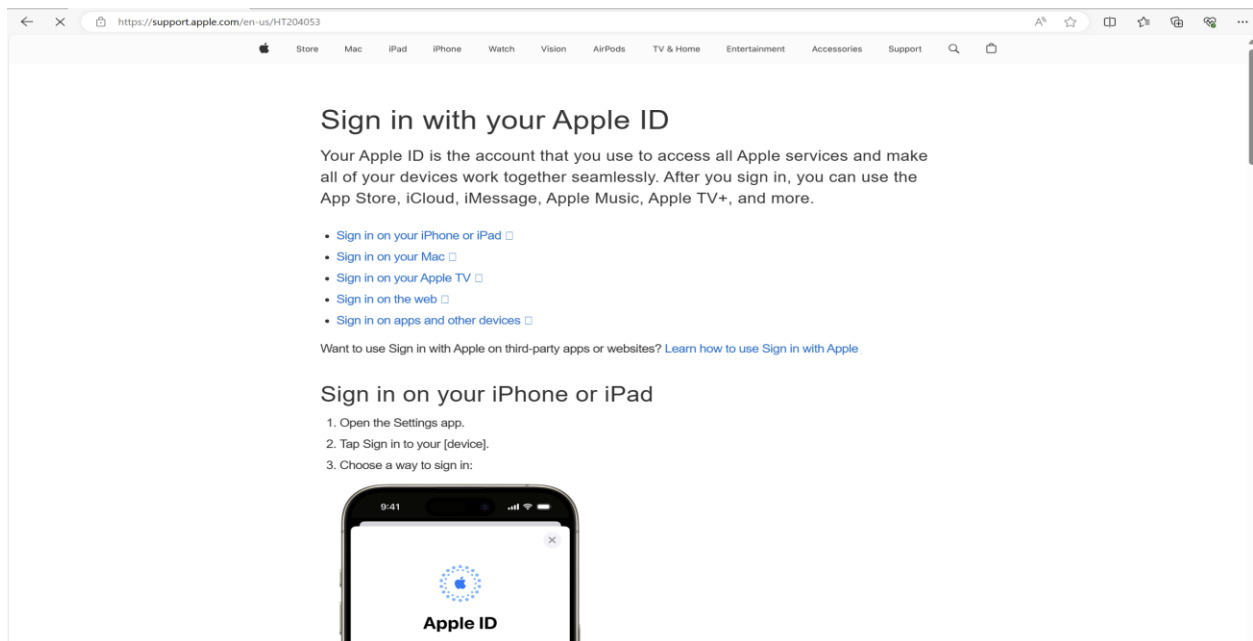 https://support.apple.com/en-us/HT204053
Store Mac iPad iPhone Watch Vision AirPods TV & Home Entertainment Accessories Support
Sign in with your Apple ID
Your Apple ID is the account that you use to access all Apple services and make
all of your devices work together seamlessly. After you sign in, you can use the
App Store, iCloud, iMessage, Apple Music, Apple TV+, and more.
• Sign in on your iPhone or iPad
• Sign in on your Mac
• Sign in on your Apple TV
• Sign in on the web
• Sign in on apps and other devices
Want to use Sign in with Apple on third-party apps or websites? Learn how to use Sign in with Apple
Sign in on your iPhone or iPad
1. Open the Settings app.
2. Tap Sign in to your [device].
3. Choose a way to sign in:
9:41
Apple ID